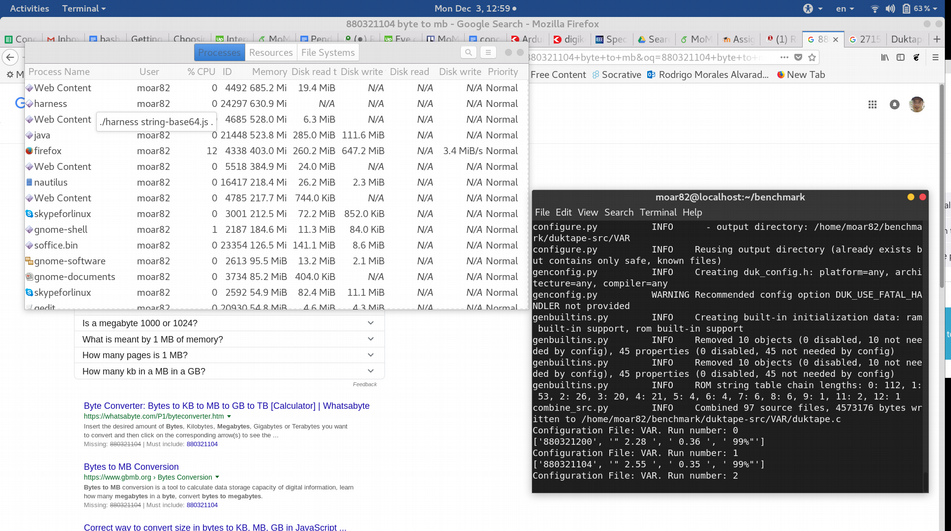 Activities Terminal Mon Dec 3, 12:59 en 63 %
880321104 byte to mb - Google Search - Mozilla Firefox
880321104+byte+to+mb&oq=880321104+byte+to+m
Free Content Socrative Rodrigo Morales Alvarad... New Tab
Processes Resources File Systems
Process Name User % CPU ID Memory Disk read t Disk write Disk read Disk write Priority
Web Content moar82 0 4492 685.2 Mi 19.4 MiB N/A N/A N/A Normal
harness moar82 0 24297 630.9 Mi N/A N/A N/A N/A Normal
Web Content 4685 528.0 Mi 6.3 MiB N/A N/A N/A Normal
./harness string-base64.js .
java moar82 0 21448 523.8 Mi 285.0 MiB 111.6 MiB N/A N/A Normal
firefox moar82 12 4338 403.0 Mi 260.2 MiB 647.2 MiB N/A 3.4 MiB/s Normal
Web Content moar82 0 5518 384.9 Mi 24.0 MiB N/A N/A N/A Normal
nautilus moar82 0 16417 218.4 Mi 26.2 MiB 2.3 MiB N/A N/A Normal
Web Content moar82 0 4785 217.7 Mi 744.0 KiB N/A N/A N/A Normal
skypeforlinux moar82 0 3001 212.5 Mi 72.2 MiB 852.0 KiB N/A N/A Normal
gnome-shell moar82 1 2187 184.6 Mi 11.3 MiB 84.0 KiB N/A N/A Normal
soffice.bin moar82 0 23354 126.5 Mi 141.1 MiB 8.6 MiB N/A N/A Normal
gnome-software moar82 0 2613 95.5 Mi 13.2 MiB 2.1 MiB N/A N/A Normal
gnome-documents moar82 0 3734 85.2 Mi 404.0 KiB N/A N/A N/A Normal
skypeforlinux moar82 0 2592 54.9 Mi 82.4 MiB 11.1 MiB N/A N/A Normal
gedit moar82 0 20930 54.8 Mi 4.6 MiB 4.3 MiB N/A N/A Normal
Is a megabyte 1000 or 1024?
What is meant by 1 MB of memory?
How many pages is 1 MB?
How many kb in a MB in a GB?
Feedback
Byte Converter: Bytes to KB to MB to GB to TB [Calculator] | Whatsabyte
https://whatsabyte.com/P1/byteconverter.htm
Insert the desired amount of Bytes, Kilobytes, Megabytes, Gigabytes or Terabytes you want
to convert and then click on the corresponding arrow(s) to see the ...
Missing: 880321104 | Must include: 880321104
Bytes to MB Conversion
https://www.gbmb.org › Bytes Conversion
Bytes to MB conversion is a tool to calculate data storage capacity of digital information, learn
how many megabytes in a byte, convert bytes to megabytes.
Missing: 880321104 | Must include: 880321104
Correct way to convert size in bytes to KB, MB, GB in JavaScript ...
moar82@localhost:~/benchmark
File Edit View Search Terminal Help
configure.py INFO - output directory: /home/moar82/benchma
rk/duktape-src/VAR
configure.py INFO Reusing output directory (already exists b
ut contains only safe, known files)
genconfig.py INFO Creating duk_config.h: platform=any, archi
tecture=any, compiler=any
genconfig.py WARNING Recommended config option DUK_USE_FATAL_HA
NDLER not provided
genbuiltins.py INFO Creating built-in initialization data: ram
built-in support, rom built-in support
genbuiltins.py INFO Removed 10 objects (0 disabled, 10 not nee
ded by config), 45 properties (0 disabled, 45 not needed by config)
genbuiltins.py INFO Removed 10 objects (0 disabled, 10 not nee
ded by config), 45 properties (0 disabled, 45 not needed by config)
genbuiltins.py INFO ROM string table chain lengths: 0: 112, 1:
53, 2: 26, 3: 20, 4: 21, 5: 4, 6: 4, 7: 6, 8: 6, 9: 1, 11: 2, 12: 1
combine_src.py INFO Combined 97 source files, 4573176 bytes wr
itten to /home/moar82/benchmark/duktape-src/VAR/duktape.c
Configuration File: VAR. Run number: 0
['880321200', '" 2.28 ', ' 0.36 ', ' 99%"']
Configuration File: VAR. Run number: 1
['880321104', '" 2.55 ', ' 0.35 ', ' 99%"']
Configuration File: VAR. Run number: 2